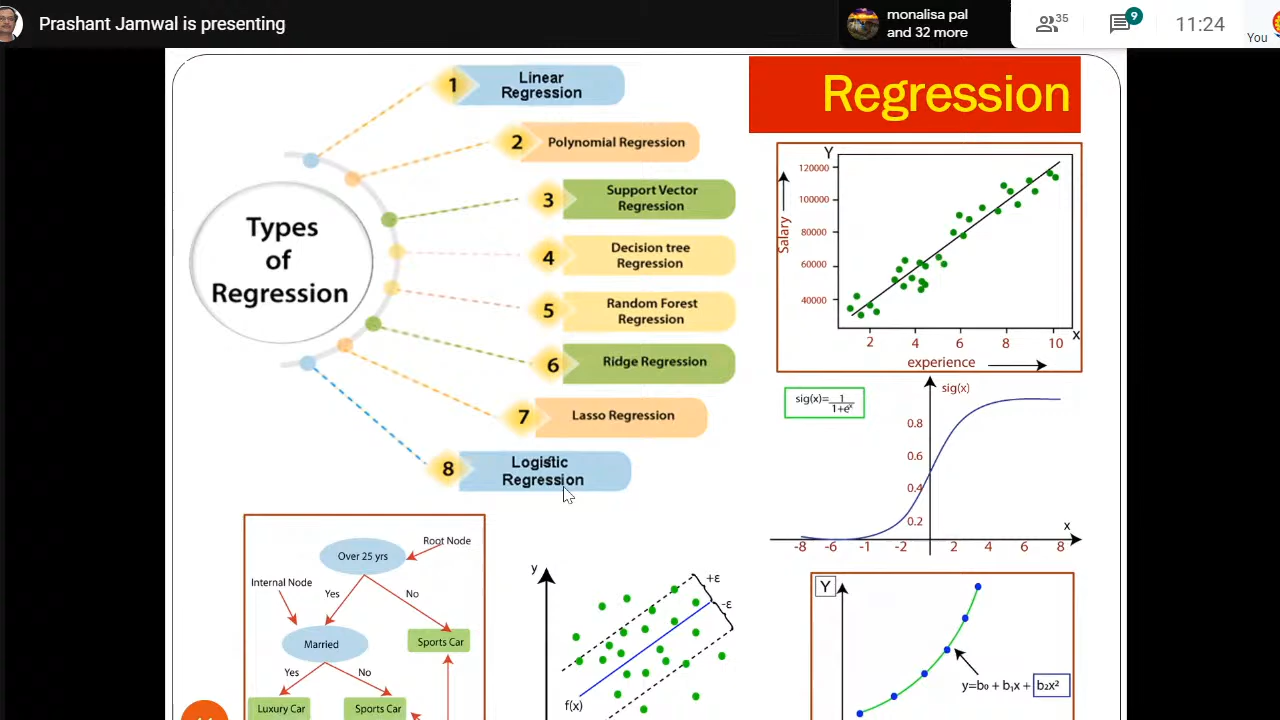 Prashant Jamwal is presenting
monalisa pal
and 32 more
35
9
11:24
You
Regression
Types
of
Regression
1
Linear
Regression
2
Polynomial Regression
3
Support Vector
Regression
4
Decision tree
Regression
5
Random Forest
Regression
6
Ridge Regression
7
Lasso Regression
8
Logistic
Regression
Y
120000
100000
80000
60000
40000
Salary
2 4 6 8 10
X
experience
sig(x)=1/1+eˣ
sig(x)
0.8
0.6
0.4
0.2
x
-8 -6 -1 -2 2 4 6 8
Root Node
Over 25 yrs
Internal Node
Yes
No
Married
Sports Car
Yes
No
Luxury Car
Sports Car
y
+ε
-ε
f(x)
Y
y=b₀ + b₁x + b₂x²